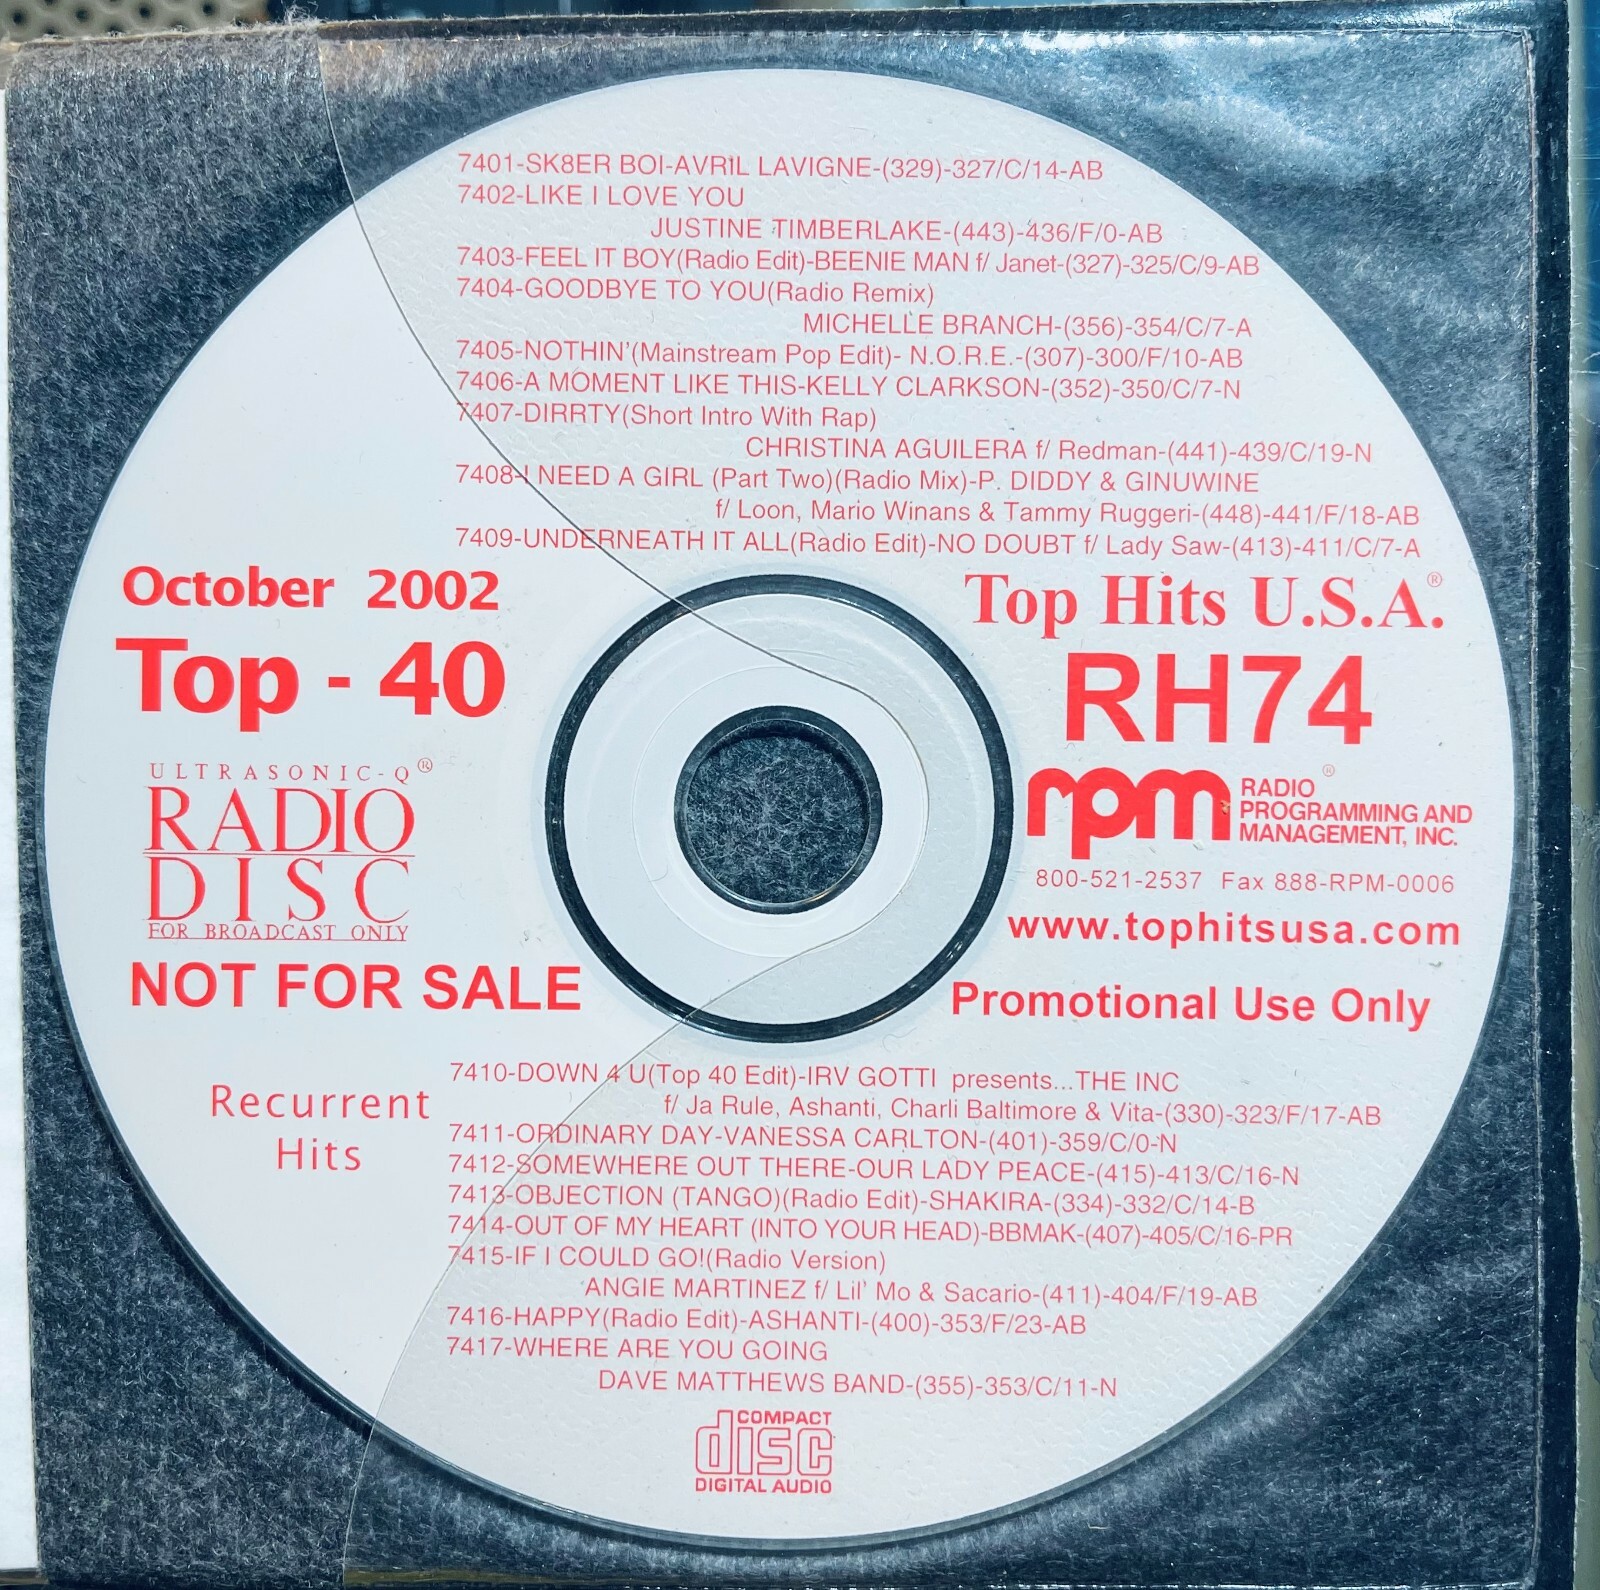 7401-SK8ER BOI-AVRIL LAVIGNE-(329)-327/C/14-AB
7402-LIKE I LOVE YOU
JUSTINE TIMBERLAKE-(443)-436/F/0-AB
7403-FEEL IT BOY(Radio Edit)-BEENIE MAN f/ Janet-(327)-325/C/9-AB
7404-GOODBYE TO YOU(Radio Remix)
MICHELLE BRANCH-(356)-354/C/7-A
7405-NOTHIN'(Mainstream Pop Edit)- N.O.R.E.-(307)-300/F/10-AB
7406-A MOMENT LIKE THIS-KELLY CLARKSON-(352)-350/C/7-N
7407-DIRRTY(Short Intro With Rap)
CHRISTINA AGUILERA f/ Redman-(441)-439/C/19-N
7408-I NEED A GIRL (Part Two)(Radio Mix)-P. DIDDY & GINUWINE
f/ Loon, Mario Winans & Tammy Ruggeri-(448)-441/F/18-AB
7409-UNDERNEATH IT ALL(Radio Edit)-NO DOUBT f/ Lady Saw-(413)-411/C/7-A
October 2002
Top - 40
ULTRASONIC-Q®
RADIO
DISC
FOR BROADCAST ONLY
NOT FOR SALE
Top Hits U.S.A.®
RH74
rpm ®
RADIO
PROGRAMMING AND
MANAGEMENT, INC.
800-521-2537 Fax 888-RPM-0006
www.tophitsusa.com
Promotional Use Only
Recurrent
Hits
7410-DOWN 4 U(Top 40 Edit)-IRV GOTTI presents...THE INC
f/ Ja Rule, Ashanti, Charli Baltimore & Vita-(330)-323/F/17-AB
7411-ORDINARY DAY-VANESSA CARLTON-(401)-359/C/0-N
7412-SOMEWHERE OUT THERE-OUR LADY PEACE-(415)-413/C/16-N
7413-OBJECTION (TANGO)(Radio Edit)-SHAKIRA-(334)-332/C/14-B
7414-OUT OF MY HEART (INTO YOUR HEAD)-BBMAK-(407)-405/C/16-PR
7415-IF I COULD GO!(Radio Version)
ANGIE MARTINEZ f/ Lil' Mo & Sacario-(411)-404/F/19-AB
7416-HAPPY(Radio Edit)-ASHANTI-(400)-353/F/23-AB
7417-WHERE ARE YOU GOING
DAVE MATTHEWS BAND-(355)-353/C/11-N
COMPACT
disc
DIGITAL AUDIO